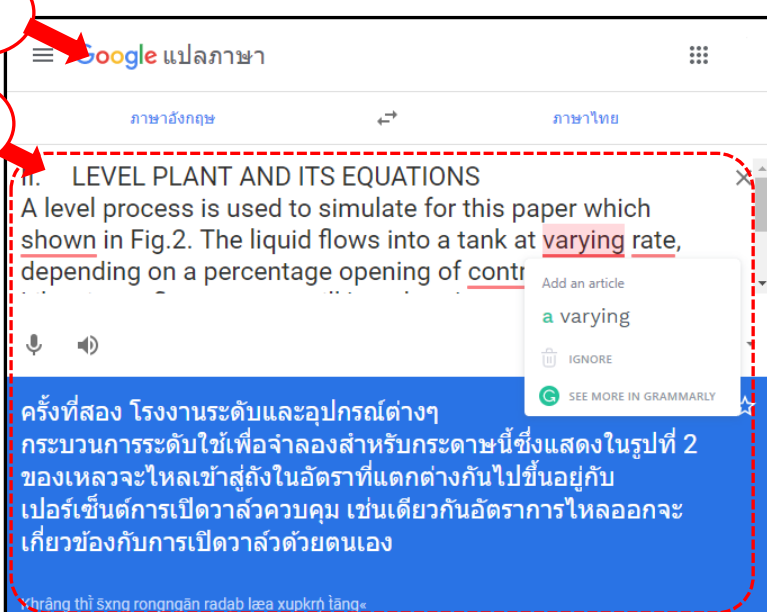 Google แปลภาษา
ภาษาอังกฤษ ภาษาไทย
II. LEVEL PLANT AND ITS EQUATIONS
A level process is used to simulate for this paper which
shown in Fig.2. The liquid flows into a tank at varying rate,
depending on a percentage opening of contr
Add an article
a varying
IGNORE
SEE MORE IN GRAMMARLY
ครั้งที่สอง โรงงานระดับและอุปกรณ์ต่างๆ
กระบวนการระดับใช้เพื่อจำลองสำหรับกระดาษนี้ซึ่งแสดงในรูปที่ 2
ของเหลวจะไหลเข้าสู่ถังในอัตราที่แตกต่างกันไปขึ้นอยู่กับ
เปอร์เซ็นต์การเปิดวาล์วควบคุม เช่นเดียวกันอัตราการไหลออกจะ
เกี่ยวข้องกับการเปิดวาล์วด้วยตนเอง
Khrậng thī̀ s̄xng rongngān radab læa xupkrṇ̒ t̀āng«